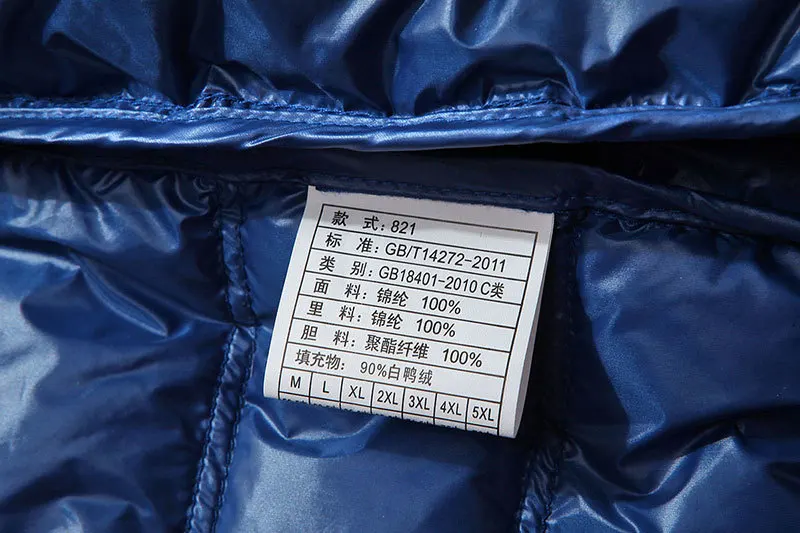 款 式：821
标 准：GB/T14272-2011
类 别：GB18401-2010 C类
面 料：锦纶 100%
里 料：锦纶 100%
胆 料：聚酯纤维 100%
填充物：90%白鸭绒
M L XL 2XL 3XL 4XL 5XL